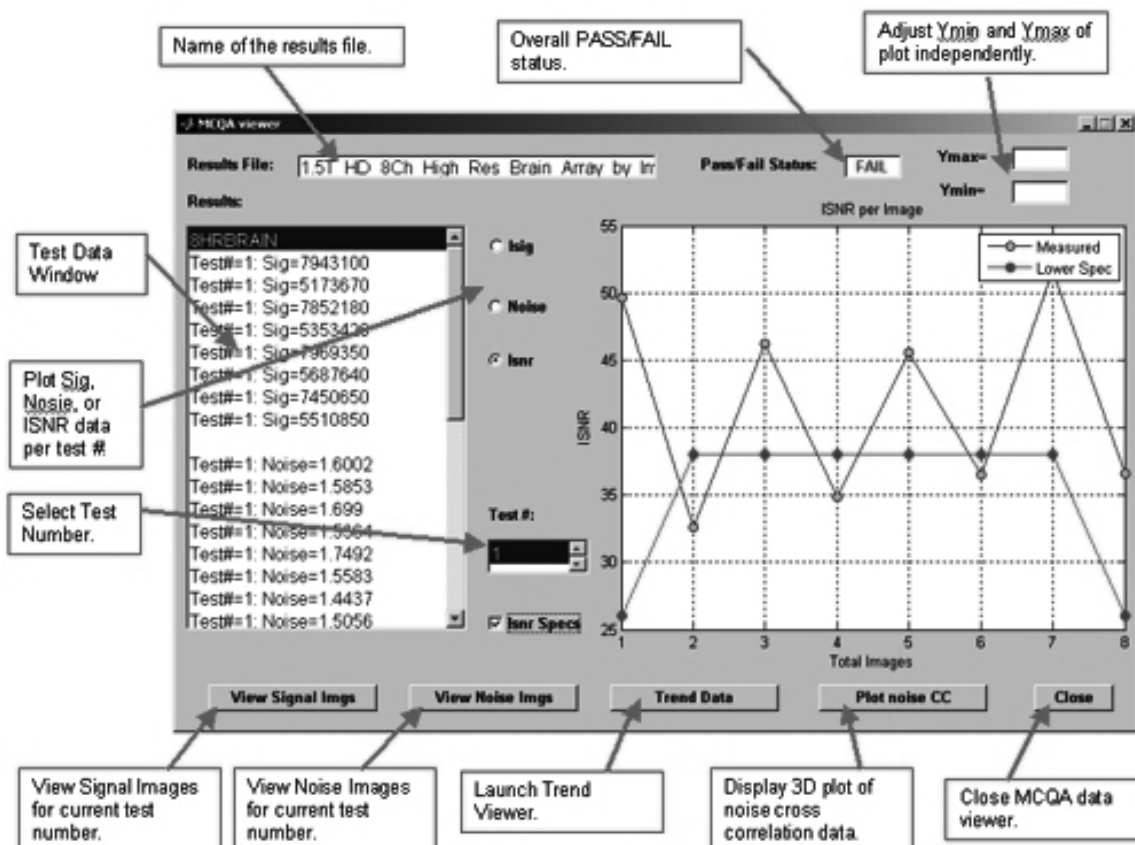 Name of the results file.
Overall PASS/FAIL
status.
Adjust Ymin and Ymax of
plot independently.
MCQA viewer
Results File:
1.5T HD 8Ch High Res Brain Array by Im
Pass/Fail Status:
FAIL
Ymax=
Ymin=
Results:
8HRBRAIN
Test#=1: Sig=7943100
Test#=1: Sig=5173670
Test#=1: Sig=7852180
Test#=1:
Test#=1: Sig=7969350
Test#=1: Sig=5687640
Test#=1: Sig=7450650
Test#=1: Sig=5510850
Test#=1: Noise=1.6002
Test#=1: Noise=1.5853
Test#=1: Noise=1.699
Test#=1:
Test#=1: Noise=1.7492
Test#=1: Noise=1.5583
Test#=1: Noise=1.4437
Test#=1: Noise=1.5056
Isig
Noise
Isnr
Test #:
1
Isnr Specs
ISNR per Image
Measured
Lower Spec
55
50
45
40
35
30
25
ISNR
1 2 3 4 5 6 7 8
Total Images
Test Data
Window
Plot Sig,
Nosie, or
ISNR data
per test #
Select Test
Number.
View Signal Imgs
View Noise Imgs
Trend Data
Plot noise CC
Close
View Signal Images
for current test
number.
View Noise Images
for current test
number.
Launch Trend
Viewer.
Display 3D plot of
noise cross
correlation data.
Close MCQA data
viewer.